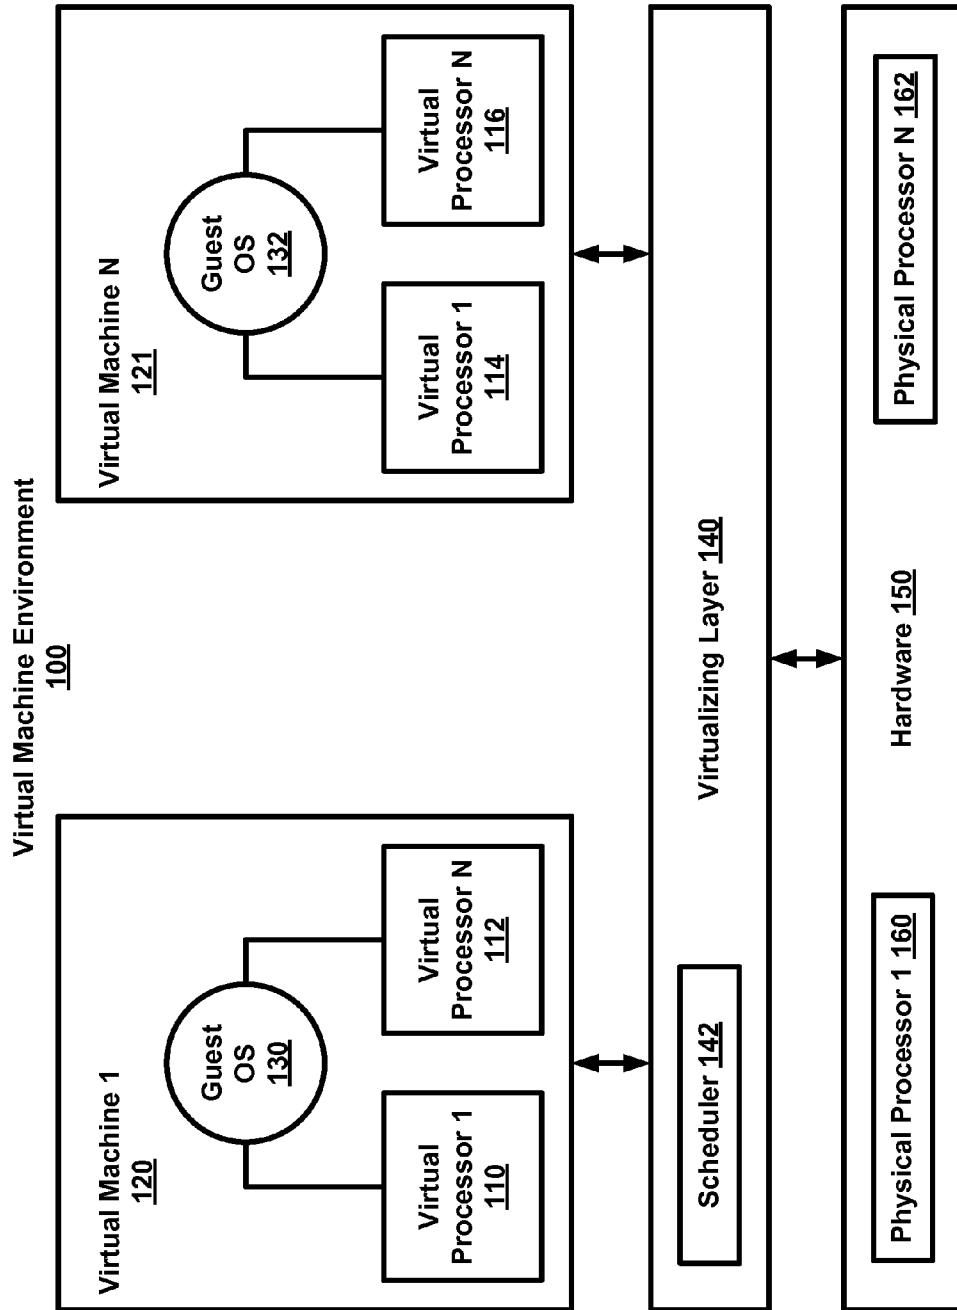 Virtual Machine Environment
100
Virtual Machine 1
120
Guest
OS
130
Virtual
Processor 1
110
Virtual
Processor N
112
Virtual Machine N
121
Guest
OS
132
Virtual
Processor 1
114
Virtual
Processor N
116
Scheduler 142
Virtualizing Layer 140
Physical Processor 1 160
Hardware 150
Physical Processor N 162